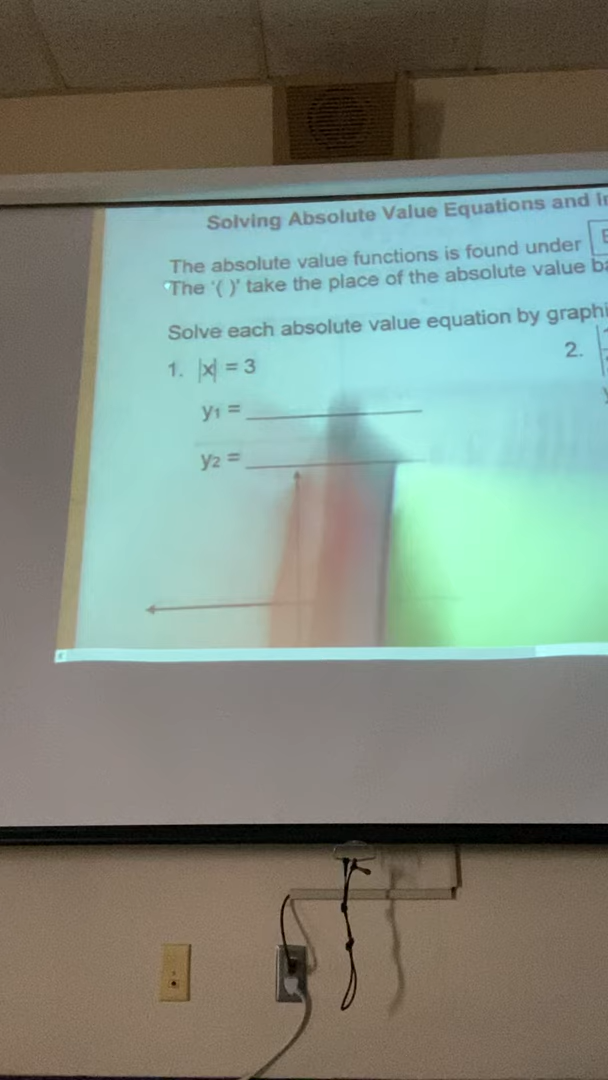 Solving Absolute Value Equations and
The absolute value functions is found under
The '( )' take the place of the absolute value
Solve each absolute value equation by
1. |x| = 3
2.
y₁ =
y₂ =